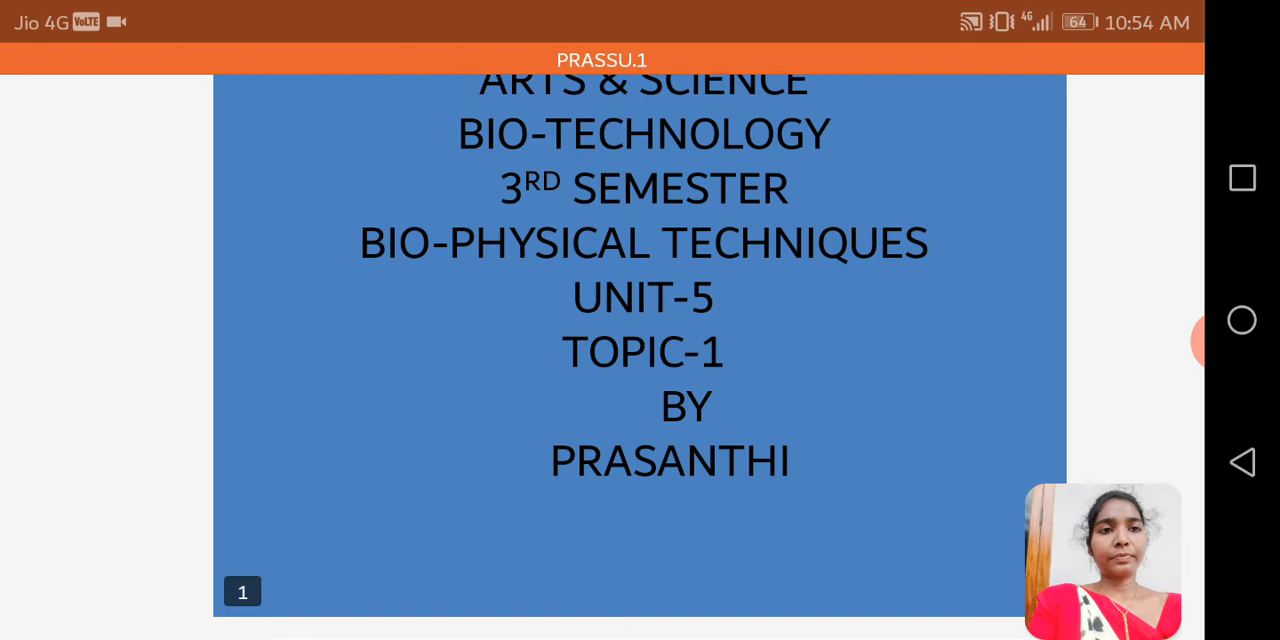 Jio 4G VoLTE 4G 64 10:54 AM
PRASSU.1
ARTS & SCIENCE
BIO-TECHNOLOGY
3RD SEMESTER
BIO-PHYSICAL TECHNIQUES
UNIT-5
TOPIC-1
BY
PRASANTHI
1